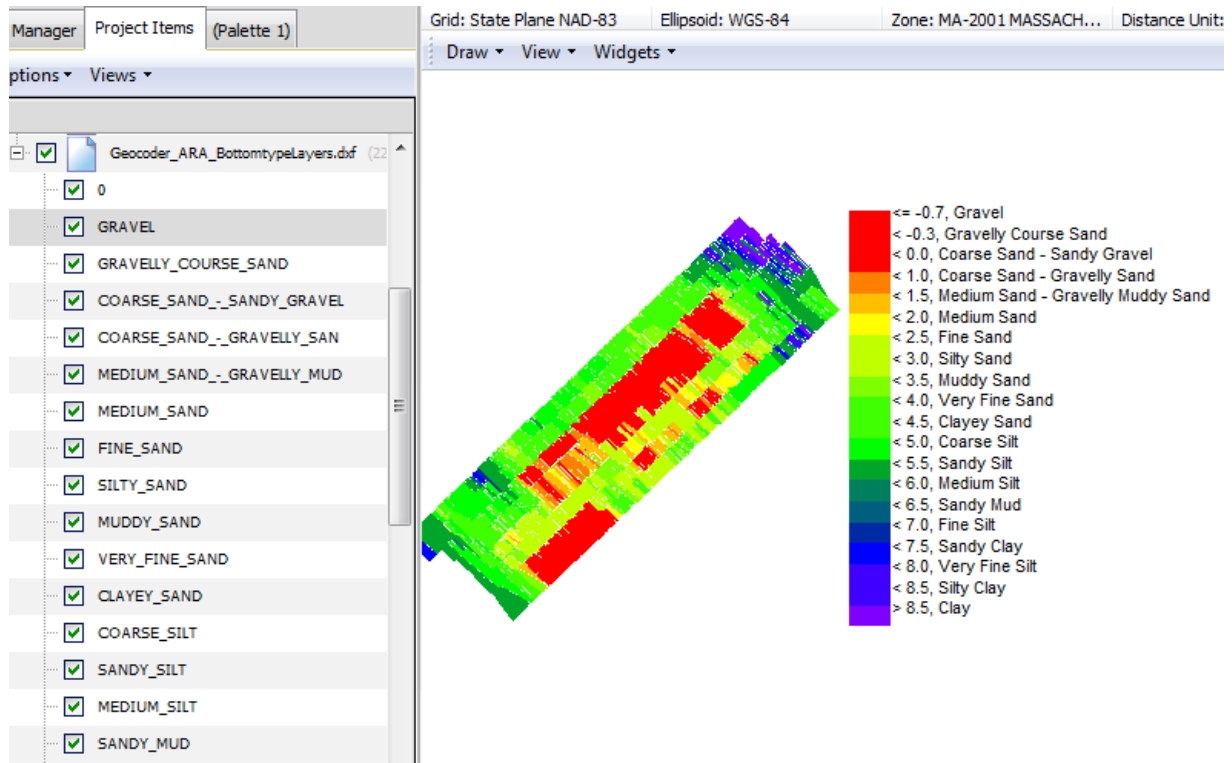 Manager
Project Items
(Palette 1)
ptions
Views
Geocoder_ARA_BottomtypeLayers.dxf (22
0
GRAVEL
GRAVELLY_COURSE_SAND
COARSE_SAND_-_SANDY_GRAVEL
COARSE_SAND_-_GRAVELLY_SAN
MEDIUM_SAND_-_GRAVELLY_MUD
MEDIUM_SAND
FINE_SAND
SILTY_SAND
MUDDY_SAND
VERY_FINE_SAND
CLAYEY_SAND
COARSE_SILT
SANDY_SILT
MEDIUM_SILT
SANDY_MUD
Grid: State Plane NAD-83
Ellipsoid: WGS-84
Zone: MA-2001 MASSACH...
Distance Unit:
Draw
View
Widgets
<= -0.7, Gravel
< -0.3, Gravelly Course Sand
< 0.0, Coarse Sand - Sandy Gravel
< 1.0, Coarse Sand - Gravelly Sand
< 1.5, Medium Sand - Gravelly Muddy Sand
< 2.0, Medium Sand
< 2.5, Fine Sand
< 3.0, Silty Sand
< 3.5, Muddy Sand
< 4.0, Very Fine Sand
< 4.5, Clayey Sand
< 5.0, Coarse Silt
< 5.5, Sandy Silt
< 6.0, Medium Silt
< 6.5, Sandy Mud
< 7.0, Fine Silt
< 7.5, Sandy Clay
< 8.0, Very Fine Silt
< 8.5, Silty Clay
> 8.5, Clay